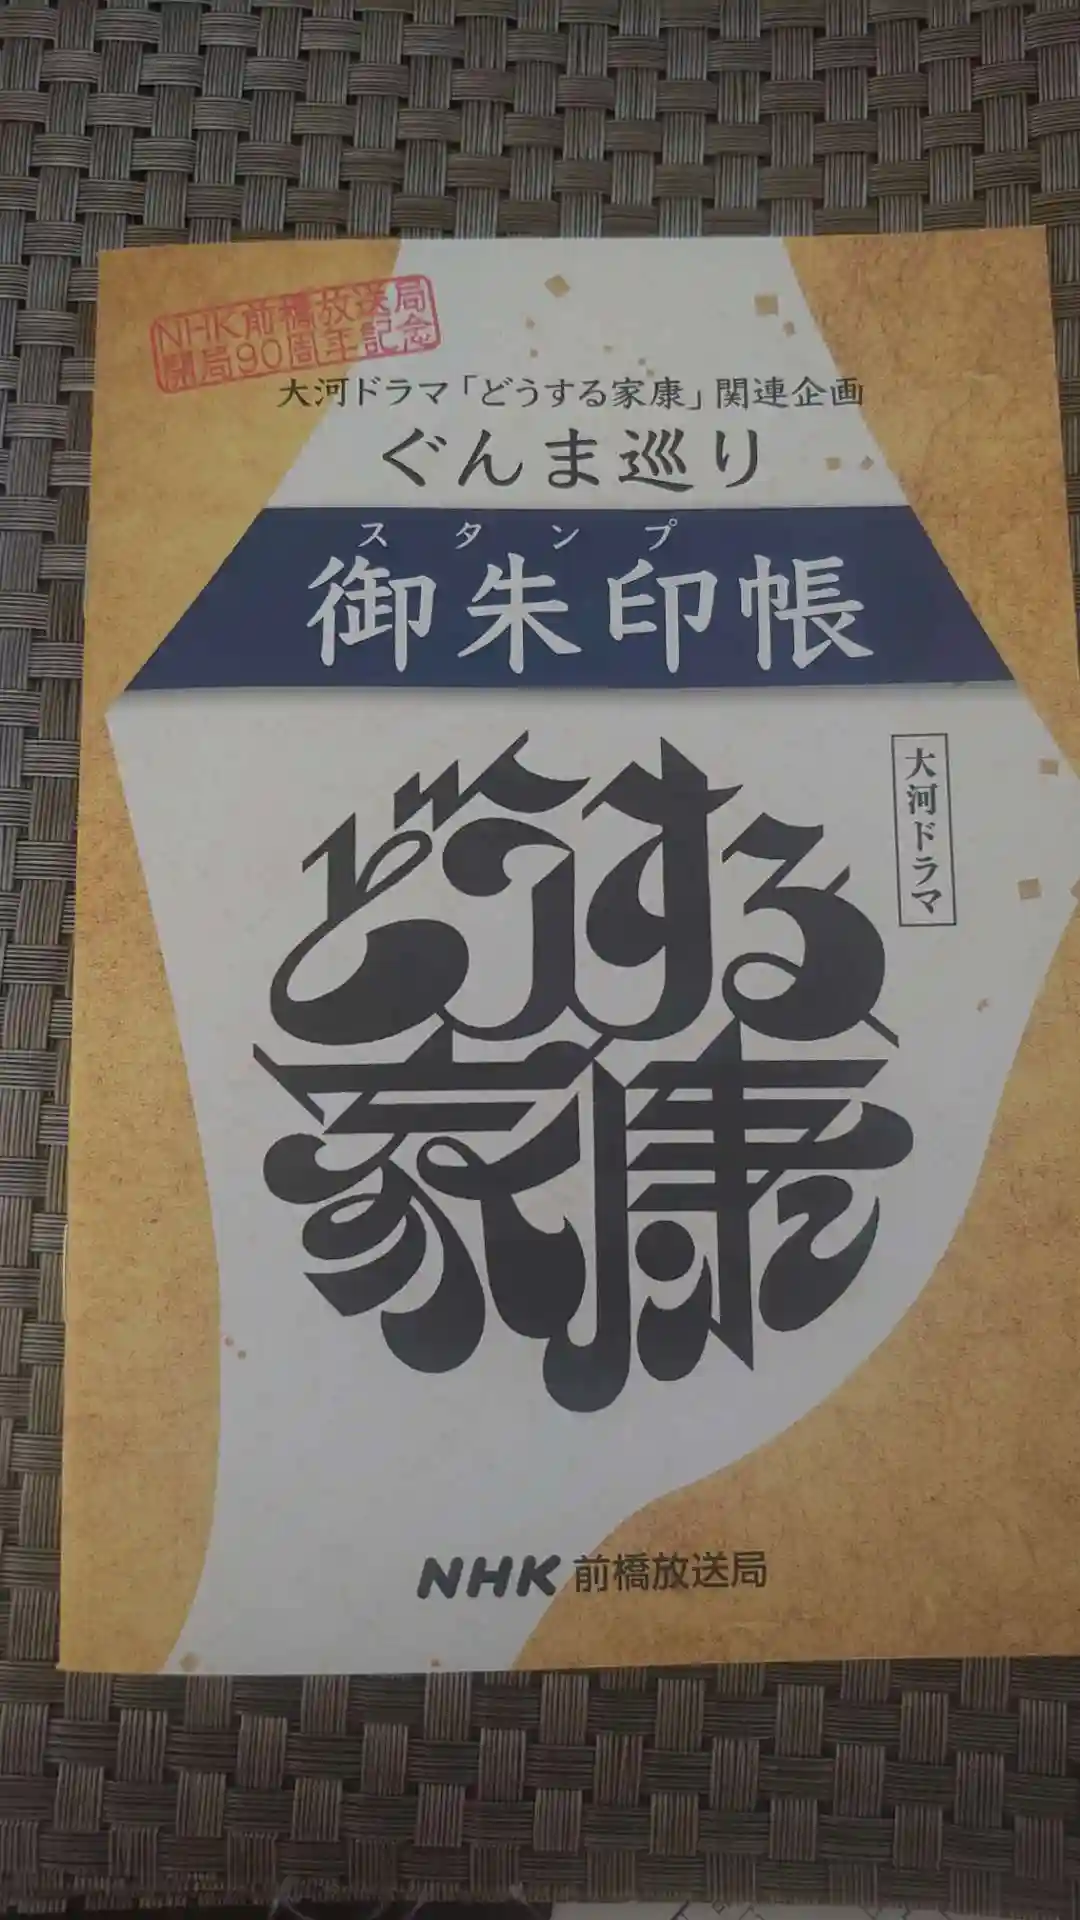 NHK前橋放送局
開局90周年記念
大河ドラマ「どうする家康」関連企画
ぐんま巡り
スタンプ
御朱印帳
大河ドラマ
どうする
家康
NHK 前橋放送局